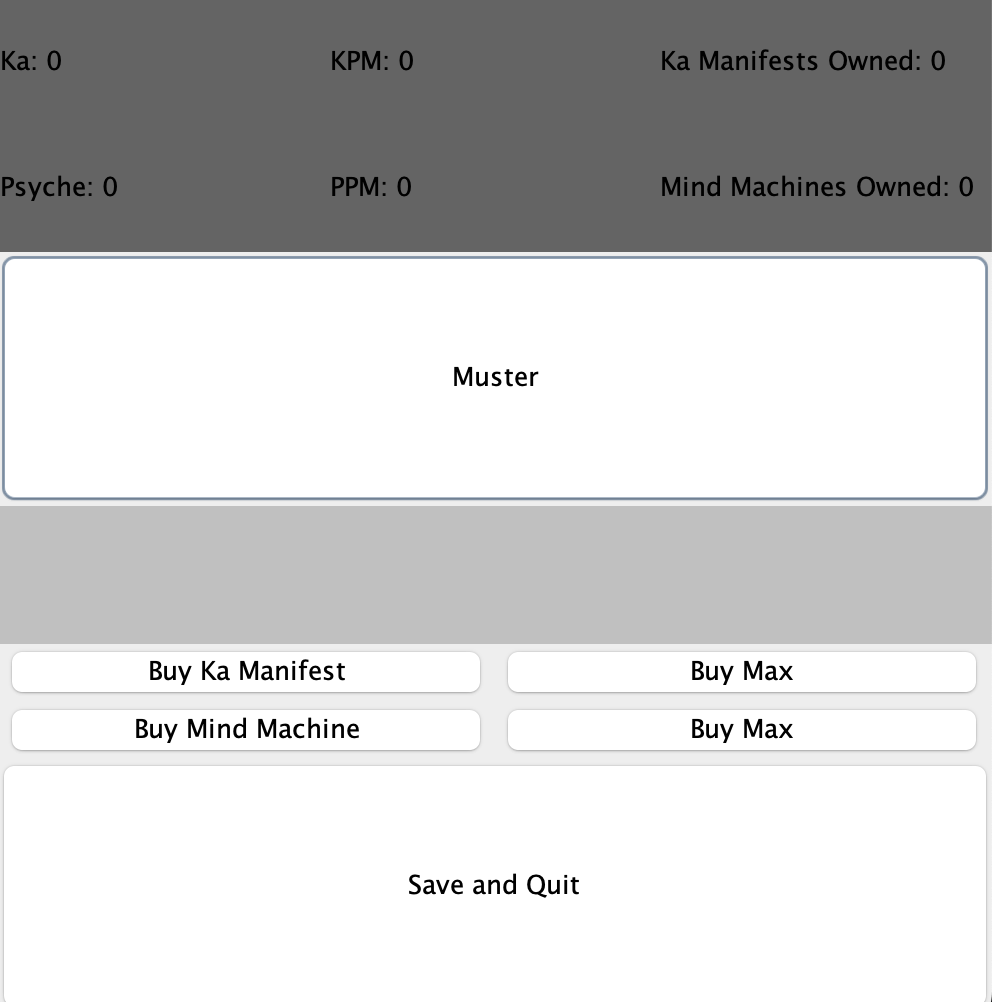 Ka: 0 KPM: 0 Ka Manifests Owned: 0
Psyche: 0 PPM: 0 Mind Machines Owned: 0
Muster
Buy Ka Manifest Buy Max
Buy Mind Machine Buy Max
Save and Quit